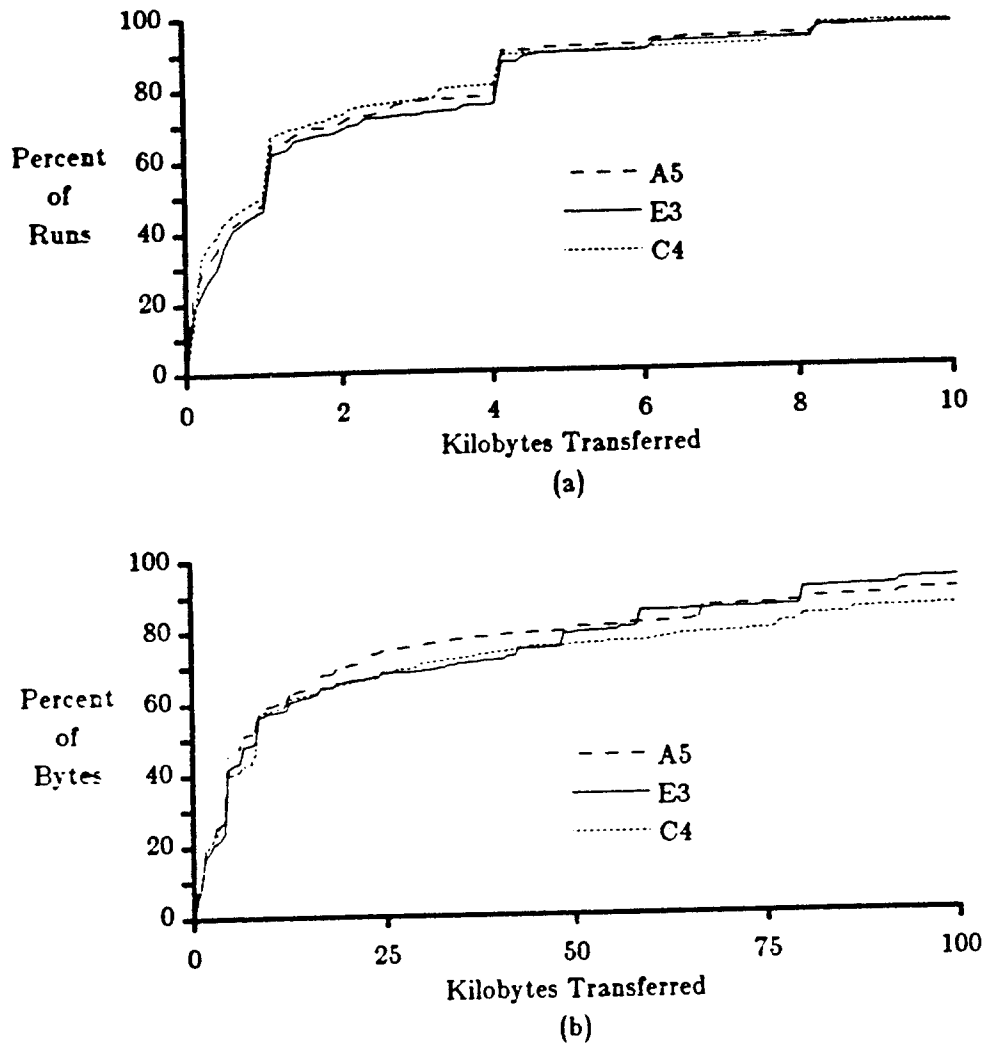 100
80
60
40
20
0
Percent
of
Runs
A5
E3
C4
0 2 4 6 8 10
Kilobytes Transferred
(a)
100
80
60
40
20
0
Percent
of
Bytes
A5
E3
C4
0 25 50 75 100
Kilobytes Transferred
(b)